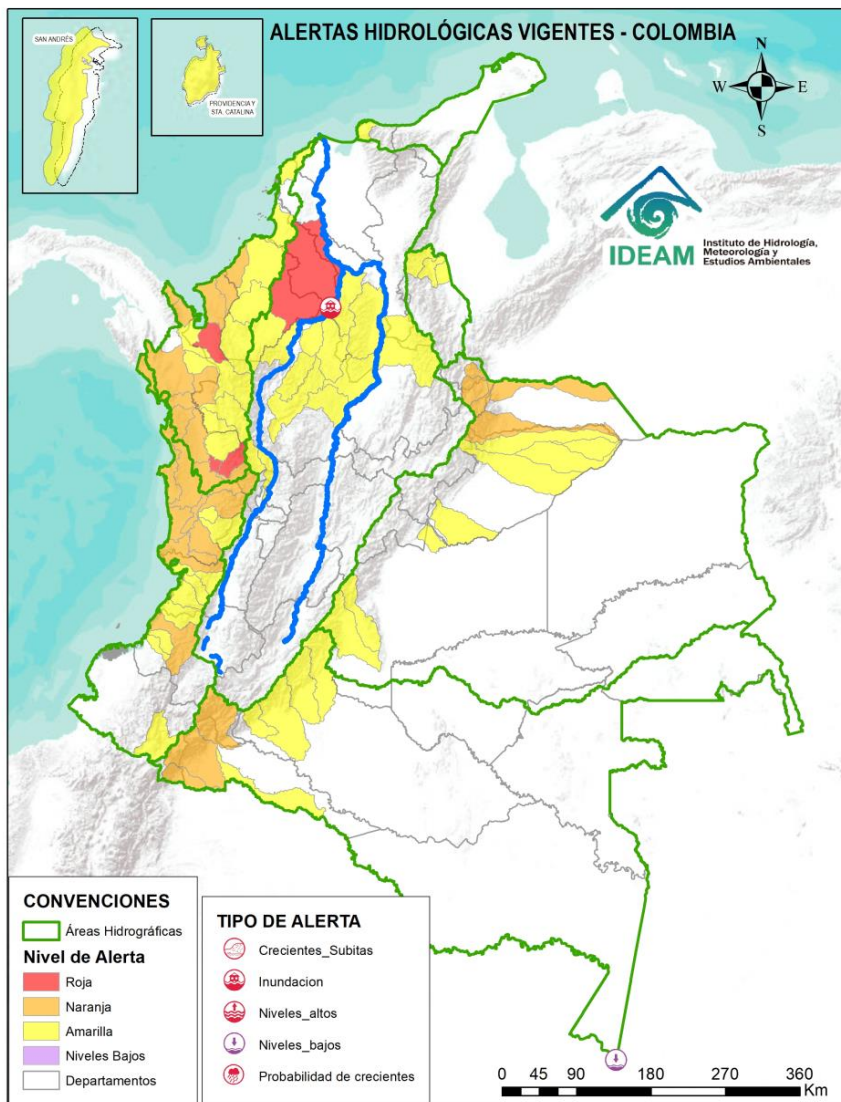 SAN ANDRÉS
PROVIDENCIA Y
STA. CATALINA
ALERTAS HIDROLÓGICAS VIGENTES - COLOMBIA
N
W
E
S
IDEAM
Instituto de Hidrología,
Meteorología y
Estudios Ambientales
CONVENCIONES
Áreas Hidrográficas
Nivel de Alerta
Roja
Naranja
Amarilla
Niveles Bajos
Departamentos
TIPO DE ALERTA
Crecientes_Subitas
Inundacion
Niveles_altos
Niveles_bajos
Probabilidad de crecientes
0 45 90 180 270 360
Km